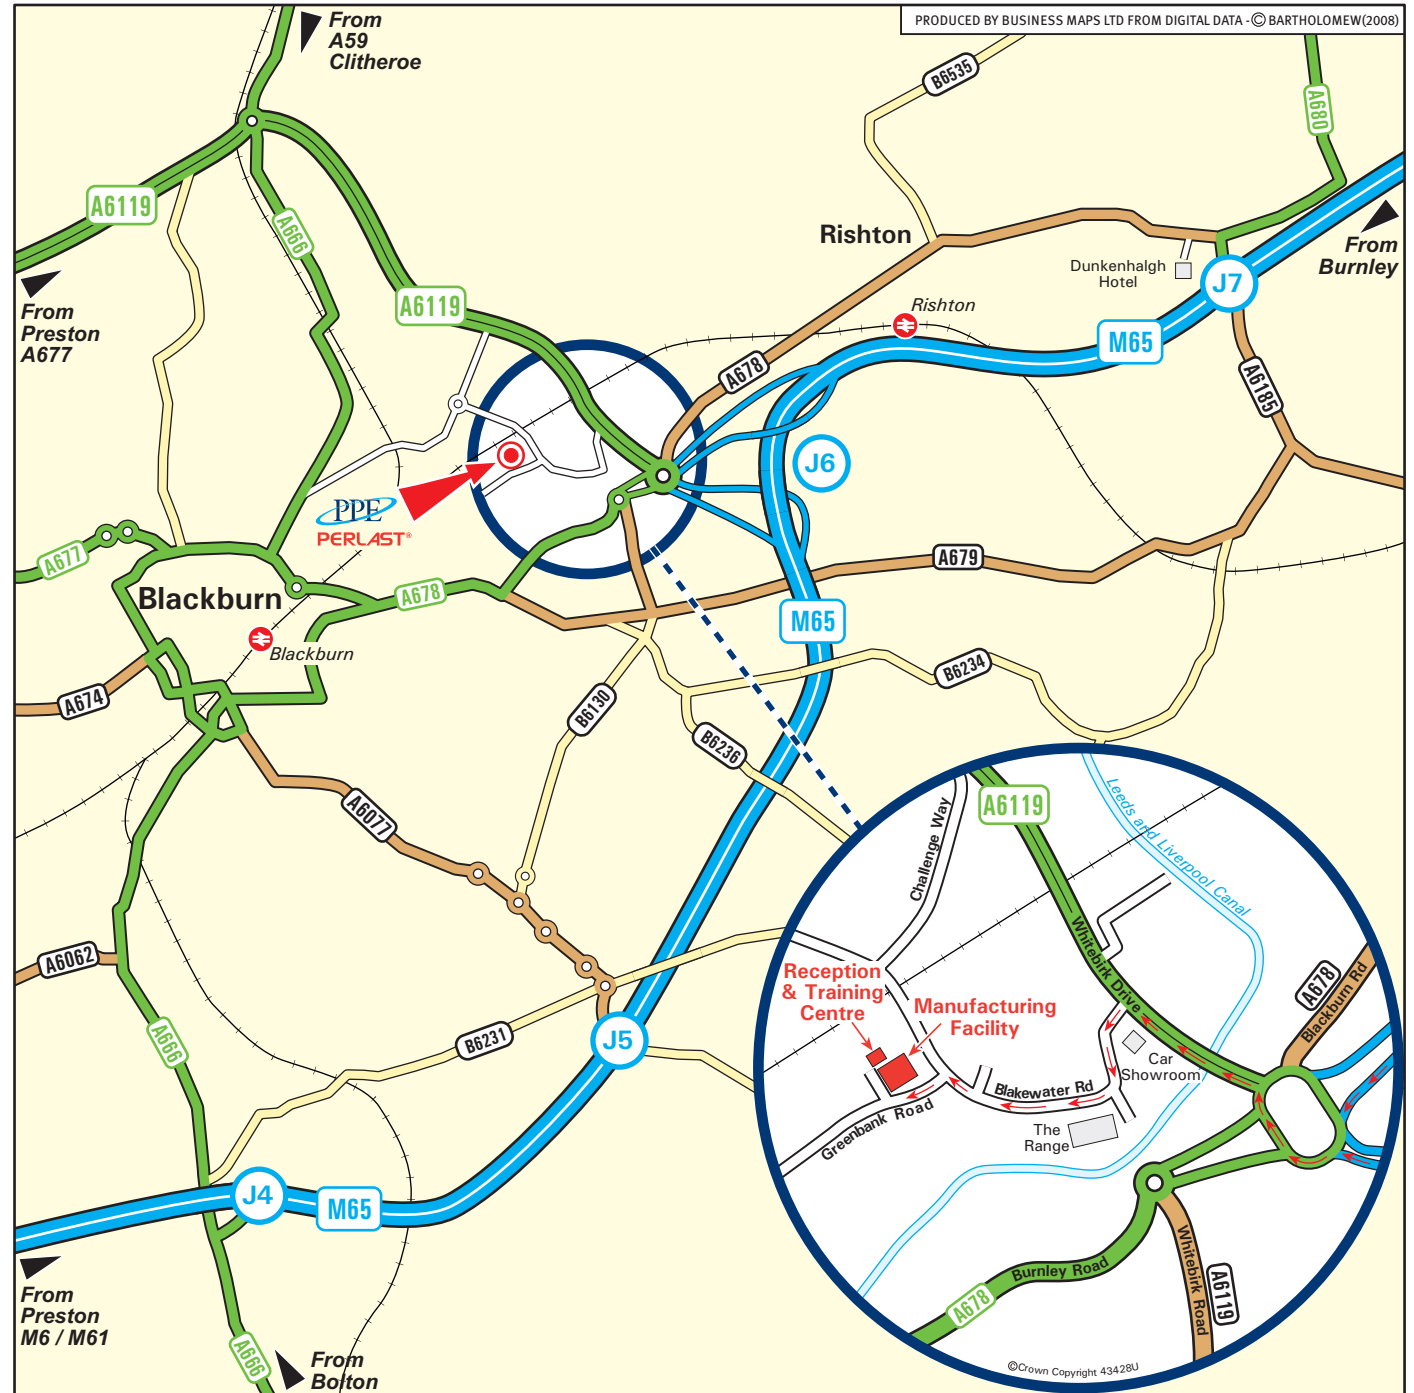 PRODUCED BY BUSINESS MAPS LTD FROM DIGITAL DATA - © BARTHOLOMEW(2008)
From
A59
Clitheroe
B6535
A680
A6119
A666
Rishton
From
Burnley
Dunkenhalgh
Hotel
J7
From
Preston
A677
A6119
Rishton
M65
A678
A6185
J6
PPE
PERLAST®
A677
A679
Blackburn
A678
M65
Blackburn
B6234
A674
B6130
B6236
A6077
A6062
A666
B6231
J5
J4
M65
From
Preston
M6 / M61
A666
From
Bolton
A6119
Challenge Way
Leeds and Liverpool Canal
Whitebirk Drive
Reception
& Training
Centre
Manufacturing
Facility
A678
Blackburn Rd
Car
Showroom
Blakewater Rd
Greenbank Road
The
Range
Burnley Road
A678
Whitebirk Road
A6119
©Crown Copyright 43428U